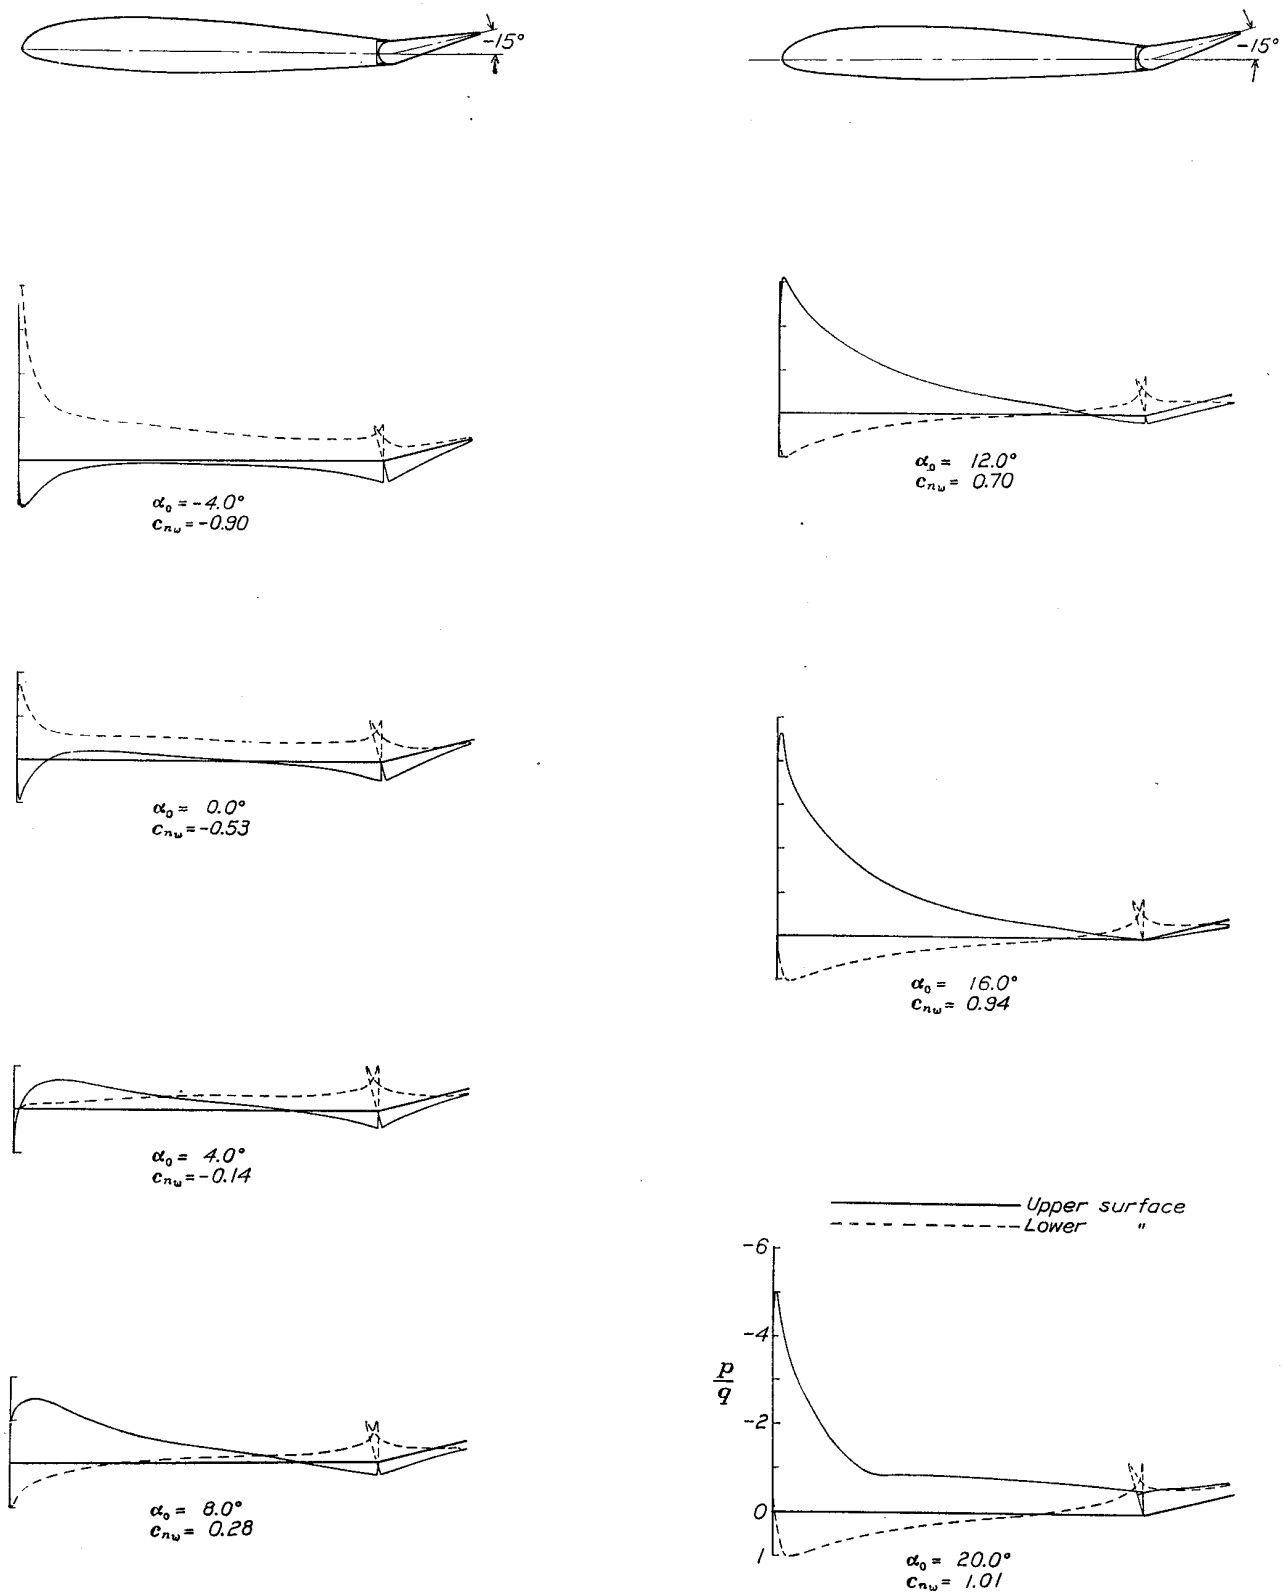 -15°
-15°
α₀ = -4.0°
cₙw = -0.90
α₀ = 12.0°
cₙw = 0.70
α₀ = 0.0°
cₙw = -0.53
α₀ = 16.0°
cₙw = 0.94
α₀ = 4.0°
cₙw = -0.14
Upper surface
Lower "
-6
-4
p/q
-2
0
1
α₀ = 8.0°
cₙw = 0.28
α₀ = 20.0°
cₙw = 1.01